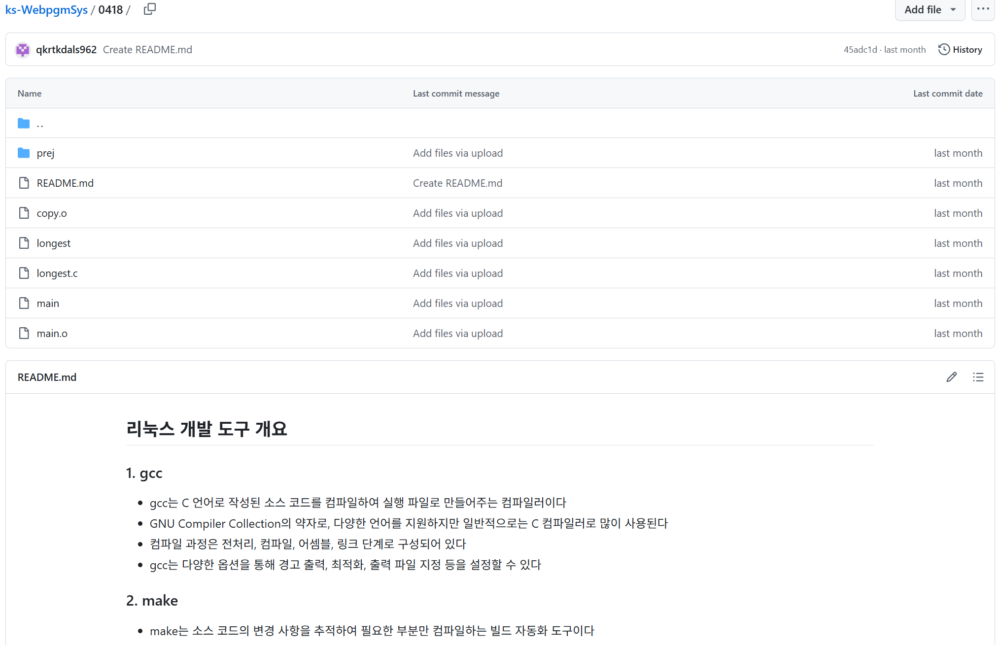 ks-WebpgmSys / 0418 /
Add file
qkrtkdals962 Create README.md
45adc1d · last month History
Name Last commit message Last commit date
..
prej Add files via upload last month
README.md Create README.md last month
copy.o Add files via upload last month
longest Add files via upload last month
longest.c Add files via upload last month
main Add files via upload last month
main.o Add files via upload last month
README.md
리눅스 개발 도구 개요
1. gcc
• gcc는 C 언어로 작성된 소스 코드를 컴파일하여 실행 파일로 만들어주는 컴파일러이다
• GNU Compiler Collection의 약자로, 다양한 언어를 지원하지만 일반적으로는 C 컴파일러로 많이 사용된다
• 컴파일 과정은 전처리, 컴파일, 어셈블, 링크 단계로 구성되어 있다
• gcc는 다양한 옵션을 통해 경고 출력, 최적화, 출력 파일 지정 등을 설정할 수 있다
2. make
• make는 소스 코드의 변경 사항을 추적하여 필요한 부분만 컴파일하는 빌드 자동화 도구이다